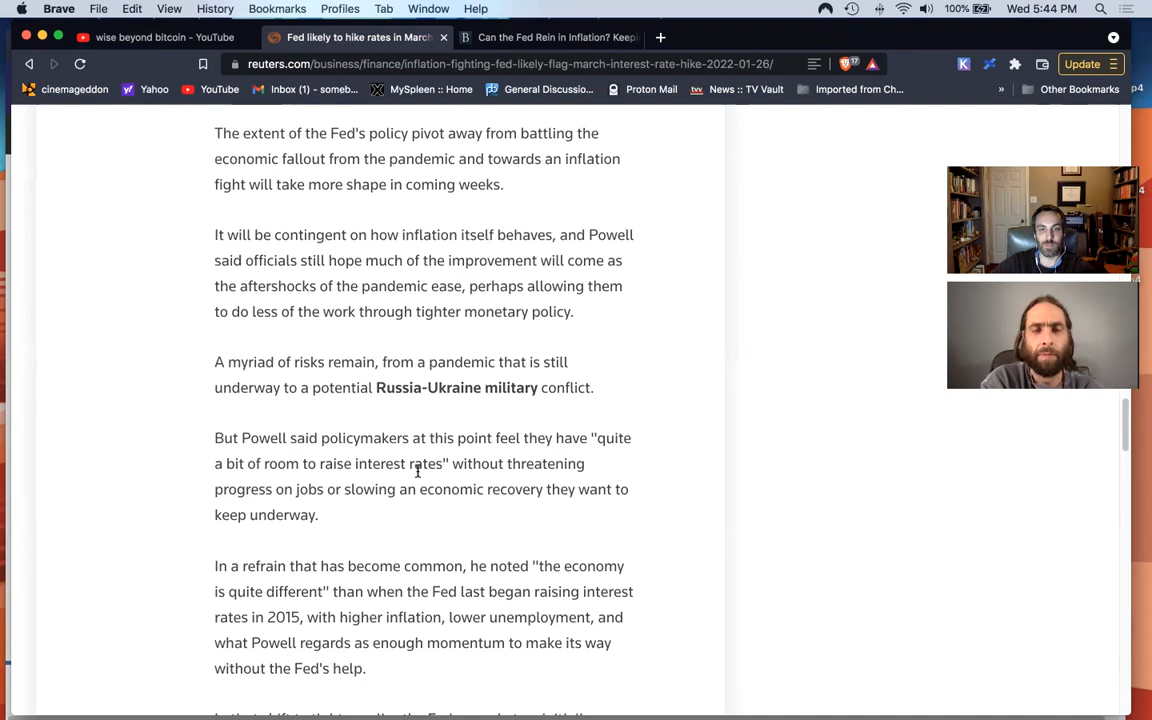 Brave File Edit View History Bookmarks Profiles Tab Window Help 100% Wed 5:44 PM
wise beyond bitcoin - YouTube Fed likely to hike rates in March Can the Fed Rein in Inflation? Keepi
reuters.com/business/finance/inflation-fighting-fed-likely-flag-march-interest-rate-hike-2022-01-26/ 17 K Update
cinemageddon Yahoo YouTube Inbox (1) - someb... MySpleen :: Home General Discussio... Proton Mail News :: TV Vault Imported from Ch... » Other Bookmarks
The extent of the Fed's policy pivot away from battling the
economic fallout from the pandemic and towards an inflation
fight will take more shape in coming weeks.
It will be contingent on how inflation itself behaves, and Powell
said officials still hope much of the improvement will come as
the aftershocks of the pandemic ease, perhaps allowing them
to do less of the work through tighter monetary policy.
A myriad of risks remain, from a pandemic that is still
underway to a potential Russia-Ukraine military conflict.
But Powell said policymakers at this point feel they have "quite
a bit of room to raise interest rates" without threatening
progress on jobs or slowing an economic recovery they want to
keep underway.
In a refrain that has become common, he noted "the economy
is quite different" than when the Fed last began raising interest
rates in 2015, with higher inflation, lower unemployment, and
what Powell regards as enough momentum to make its way
without the Fed's help.